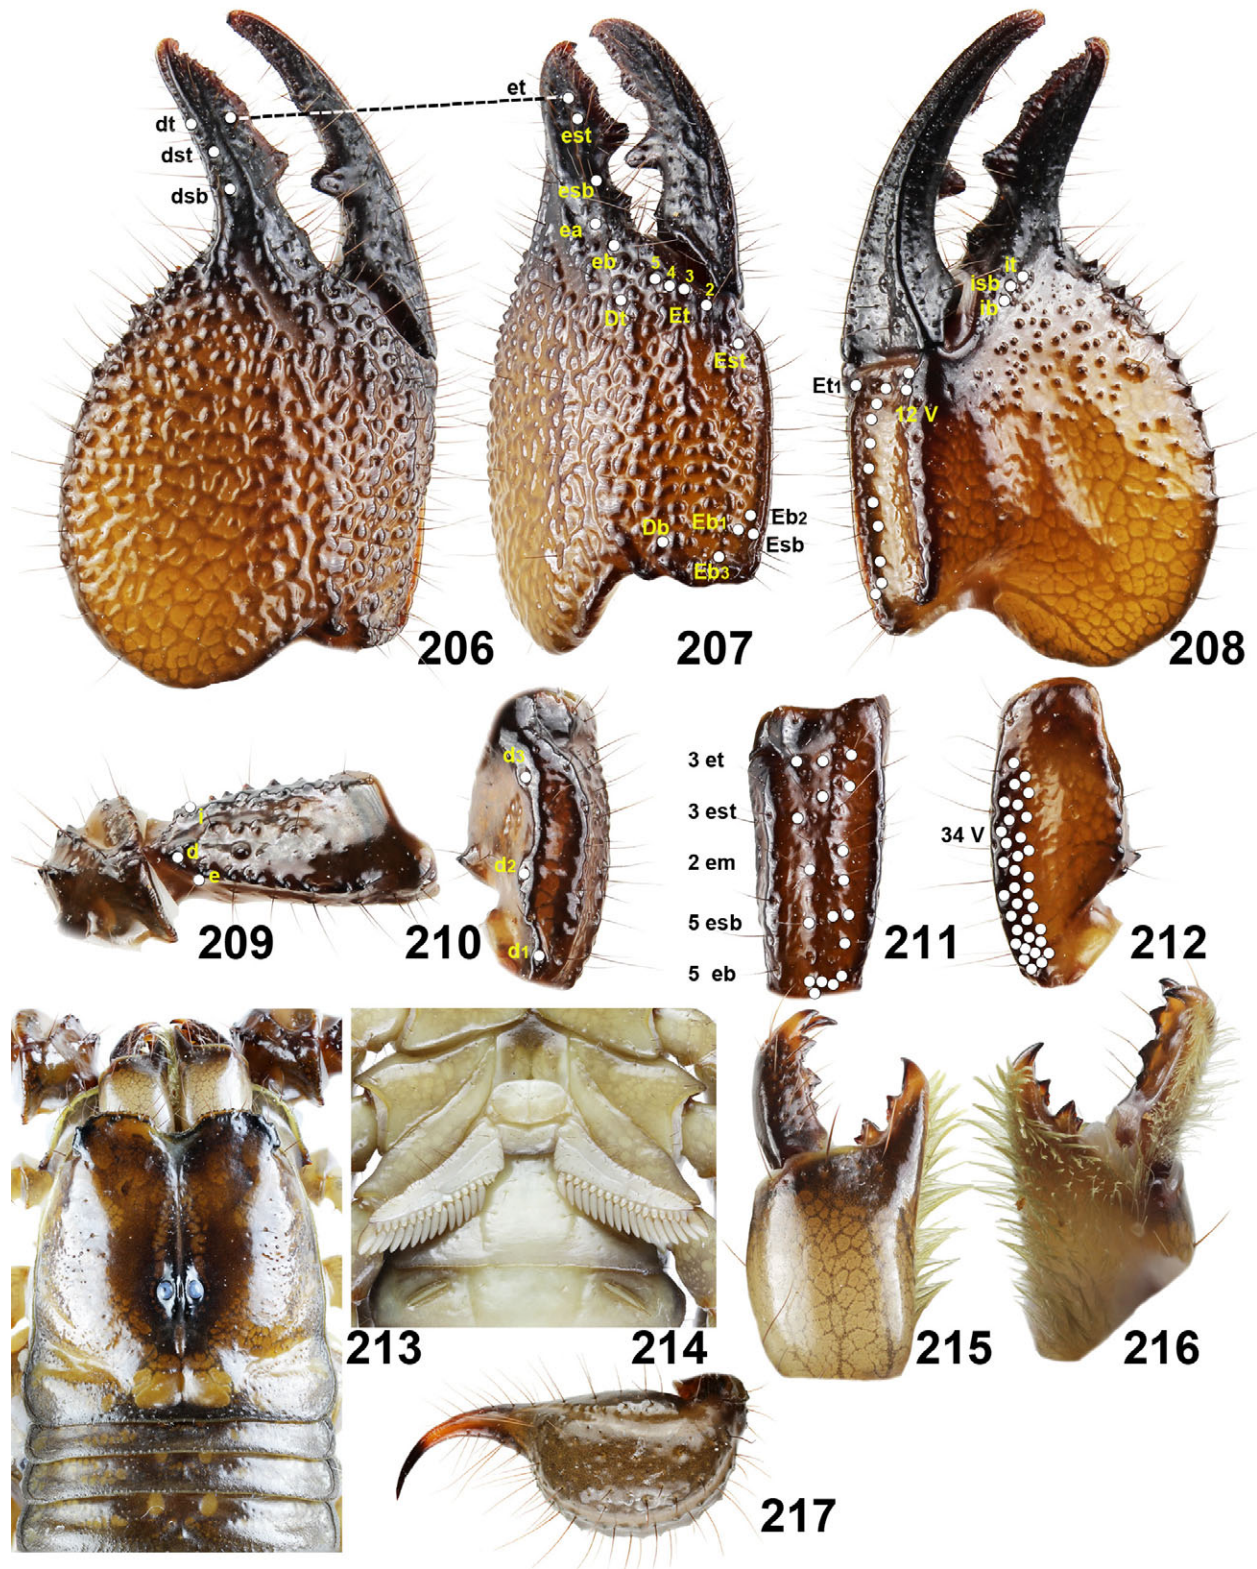 et
dt
dst
dsb
est
esb
ea
eb
5
4
3
2
Dt
Et
Est
Db
Eb1
Eb2
Esb
Eb3
it
isb
ib
Et1
12 V
206
207
208
i
d
e
209
d3
d2
d1
210
3 et
3 est
2 em
5 esb
5 eb
211
34 V
212
213
214
215
216
217